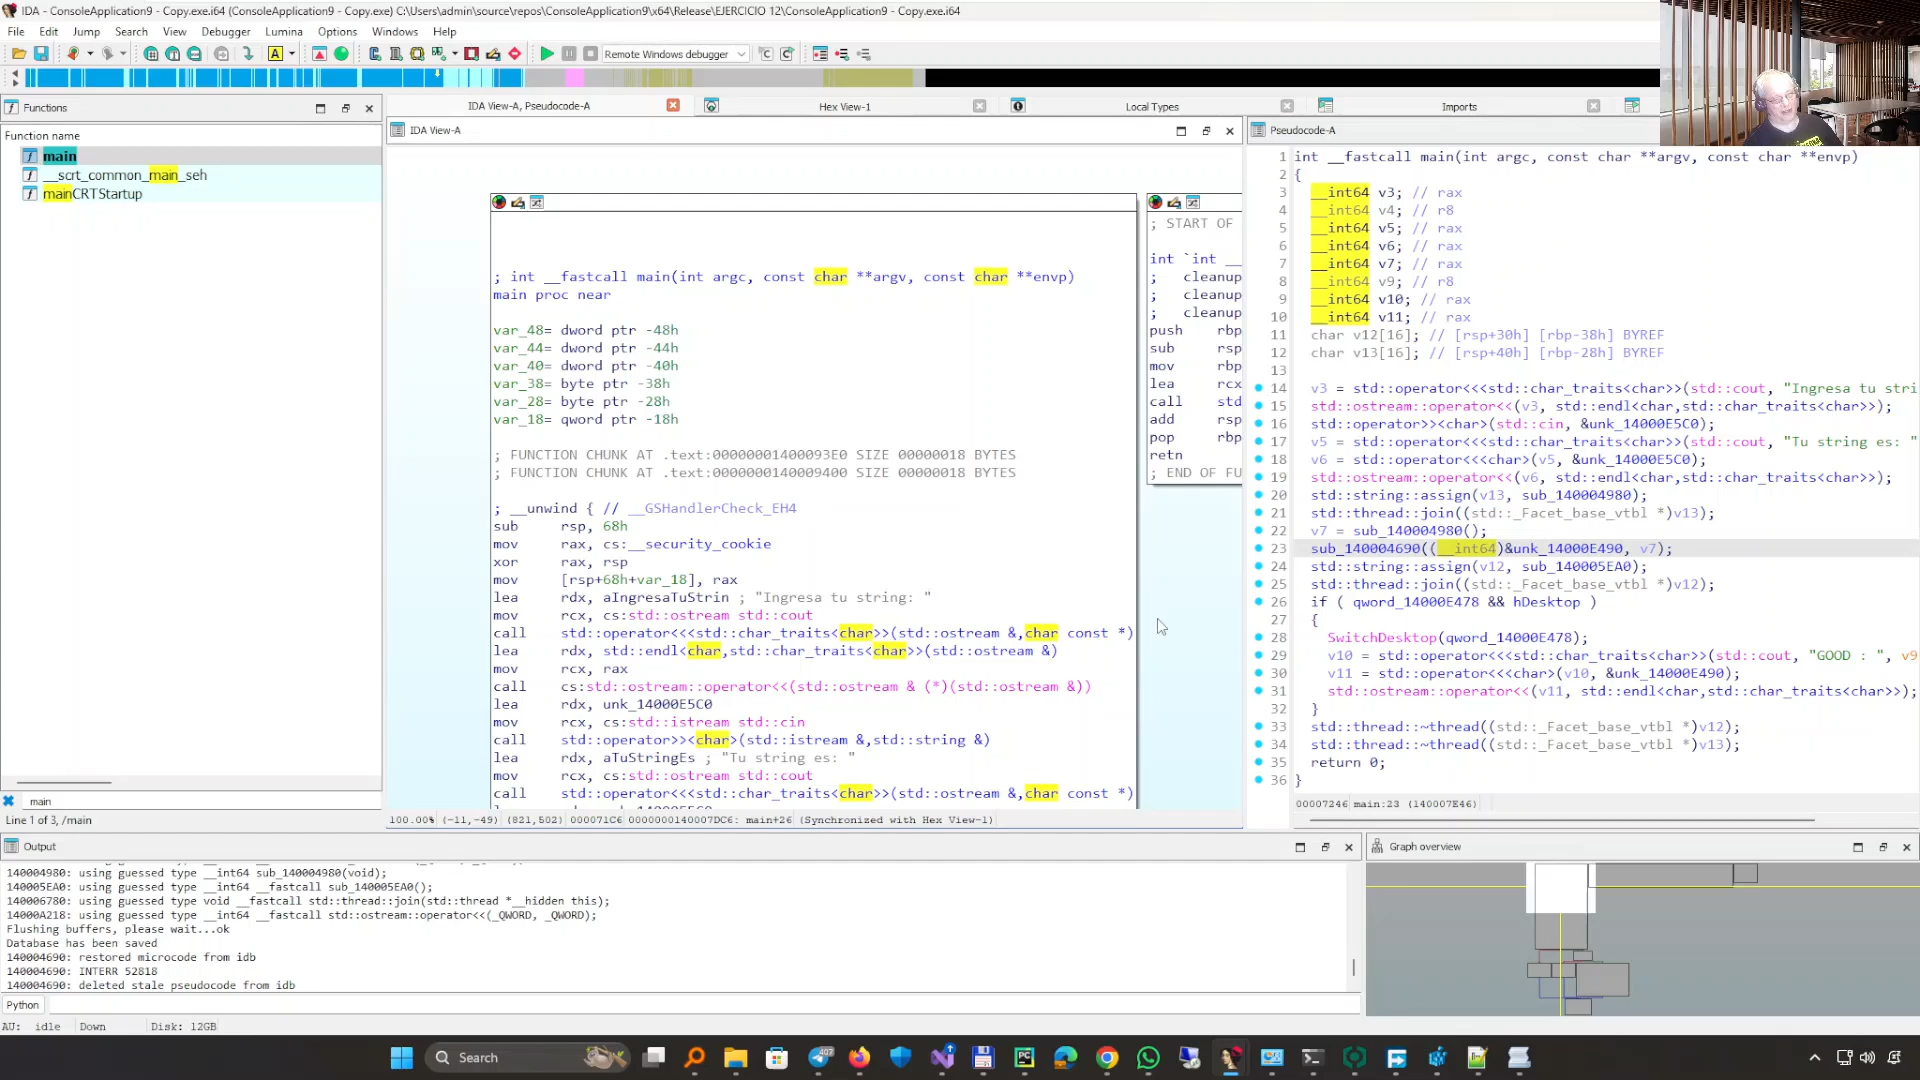 IDA - ConsoleApplication9 - Copy.exe.i64 (ConsoleApplication9 - Copy.exe) C:\Users\admin\source\repos\ConsoleApplication9\x64\Release\EJERCICIO 12\ConsoleApplication9 - Copy.exe.i64
File Edit Jump Search View Debugger Lumina Options Windows Help
Remote Windows debugger
Functions
Function name
main
__scrt_common_main_seh
mainCRTStartup
main
Line 1 of 3, /main
IDA View-A, Pseudocode-A
Hex View-1
Local Types
Imports
IDA View-A
; int __fastcall main(int argc, const char **argv, const char **envp)
main proc near
var_48= dword ptr -48h
var_44= dword ptr -44h
var_40= dword ptr -40h
var_38= byte ptr -38h
var_28= byte ptr -28h
var_18= qword ptr -18h
; FUNCTION CHUNK AT .text:00000001400093E0 SIZE 00000018 BYTES
; FUNCTION CHUNK AT .text:0000000140009400 SIZE 00000018 BYTES
; __unwind { // __GSHandlerCheck_EH4
sub rsp, 68h
mov rax, cs:__security_cookie
xor rax, rsp
mov [rsp+68h+var_18], rax
lea rdx, aIngresaTuStrin ; "Ingresa tu string: "
mov rcx, cs:std::ostream std::cout
call std::operator<<<std::char_traits<char>>(std::ostream &,char const *)
lea rdx, std::endl<char,std::char_traits<char>>(std::ostream &)
mov rcx, rax
call cs:std::ostream::operator<<(std::ostream & (*)(std::ostream &))
lea rdx, unk_14000E5C0
mov rcx, cs:std::istream std::cin
call std::operator>><char>(std::istream &,std::string &)
lea rdx, aTuStringEs ; "Tu string es: "
mov rcx, cs:std::ostream std::cout
call std::operator<<<std::char_traits<char>>(std::ostream &,char const *)
100.00% (-11,-49) (821,502) 000071C6 0000000140007DC6: main+26 (Synchronized with Hex View-1)
; START OF
int `int __
; cleanup
; cleanup
; cleanup
push rbp
sub rsp
mov rbp
lea rcx
call std
add rsp
pop rbp
retn
; END OF FU
Pseudocode-A
1 int __fastcall main(int argc, const char **argv, const char **envp)
2 {
3 __int64 v3; // rax
4 __int64 v4; // r8
5 __int64 v5; // rax
6 __int64 v6; // rax
7 __int64 v7; // rax
8 __int64 v9; // r8
9 __int64 v10; // rax
10 __int64 v11; // rax
11 char v12[16]; // [rsp+30h] [rbp-38h] BYREF
12 char v13[16]; // [rsp+40h] [rbp-28h] BYREF
13
14 v3 = std::operator<<<std::char_traits<char>>(std::cout, "Ingresa tu stri
15 std::ostream::operator<<(v3, std::endl<char,std::char_traits<char>>);
16 std::operator>><char>(std::cin, &unk_14000E5C0);
17 v5 = std::operator<<<std::char_traits<char>>(std::cout, "Tu string es: "
18 v6 = std::operator<<<char>(v5, &unk_14000E5C0);
19 std::ostream::operator<<(v6, std::endl<char,std::char_traits<char>>);
20 std::string::assign(v13, sub_140004980);
21 std::thread::join((std::_Facet_base_vtbl *)v13);
22 v7 = sub_140004980();
23 sub_140004690((__int64)&unk_14000E490, v7);
24 std::string::assign(v12, sub_140005EA0);
25 std::thread::join((std::_Facet_base_vtbl *)v12);
26 if ( qword_14000E478 && hDesktop )
27 {
28 SwitchDesktop(qword_14000E478);
29 v10 = std::operator<<<std::char_traits<char>>(std::cout, "GOOD : ", v9
30 v11 = std::operator<<<char>(v10, &unk_14000E490);
31 std::ostream::operator<<(v11, std::endl<char,std::char_traits<char>>);
32 }
33 std::thread::~thread((std::_Facet_base_vtbl *)v12);
34 std::thread::~thread((std::_Facet_base_vtbl *)v13);
35 return 0;
36 }
00007246 main:23 (140007E46)
Output
140004980: using guessed type __int64 sub_140004980(void);
140005EA0: using guessed type __int64 __fastcall sub_140005EA0();
140006780: using guessed type void __fastcall std::thread::join(std::thread *__hidden this);
14000A218: using guessed type __int64 __fastcall std::ostream::operator<<(_QWORD, _QWORD);
Flushing buffers, please wait...ok
Database has been saved
140004690: restored microcode from idb
140004690: INTERR 52818
140004690: deleted stale pseudocode from idb
Python
AU: idle Down Disk: 12GB
Graph overview
Search